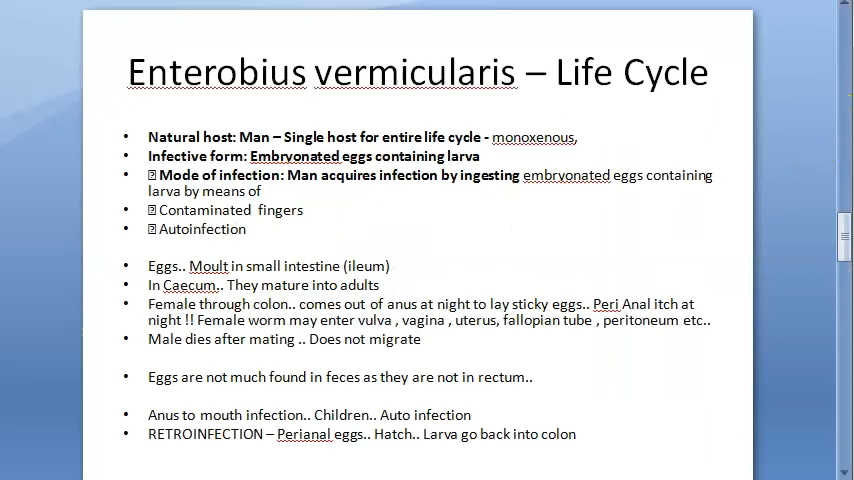 Enterobius vermicularis – Life Cycle
• Natural host: Man – Single host for entire life cycle - monoxenous,
• Infective form: Embryonated eggs containing larva
• Mode of infection: Man acquires infection by ingesting embryonated eggs containing
larva by means of
• Contaminated fingers
• Autoinfection
• Eggs.. Moult in small intestine (ileum)
• In Caecum.. They mature into adults
• Female through colon.. comes out of anus at night to lay sticky eggs.. Peri Anal itch at
night !! Female worm may enter vulva , vagina , uterus, fallopian tube , peritoneum etc..
• Male dies after mating .. Does not migrate
• Eggs are not much found in feces as they are not in rectum..
• Anus to mouth infection.. Children.. Auto infection
• RETROINFECTION – Perianal eggs.. Hatch.. Larva go back into colon